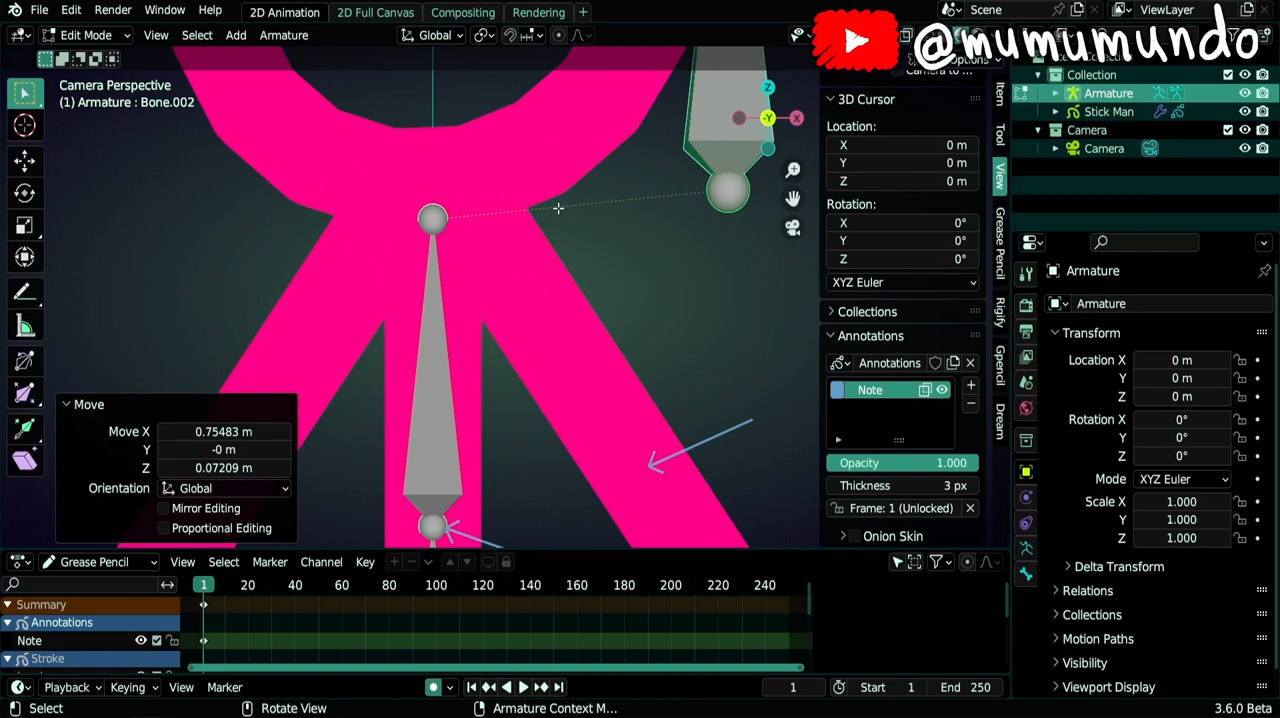 File Edit Render Window Help 2D Animation 2D Full Canvas Compositing Rendering + Scene ViewLayer
@mumumundo
Edit Mode View Select Add Armature Global Options
Camera Perspective
(1) Armature : Bone.002
Z
-Y X
Camera to ...
3D Cursor
Location:
X 0 m
Y 0 m
Z 0 m
Rotation:
X 0°
Y 0°
Z 0°
XYZ Euler
Collections
Annotations
Annotations
Note
Opacity 1.000
Thickness 3 px
Frame: 1 (Unlocked)
Onion Skin
Item
Tool
View
Grease Pencil
Rigify
Gpencil
Dream
Collection
Armature
Stick Man
Camera
Camera
Armature
Armature
Transform
Location X 0 m
Y 0 m
Z 0 m
Rotation X 0°
Y 0°
Z 0°
Mode XYZ Euler
Scale X 1.000
Y 1.000
Z 1.000
Delta Transform
Relations
Collections
Motion Paths
Visibility
Viewport Display
Move
Move X 0.75483 m
Y -0 m
Z 0.07209 m
Orientation Global
Mirror Editing
Proportional Editing
Grease Pencil View Select Marker Channel Key
1 20 40 60 80 100 120 140 160 180 200 220 240
Summary
Annotations
Note
Stroke
Playback Keying View Marker 1 Start 1 End 250
Select Rotate View Armature Context M... 3.6.0 Beta